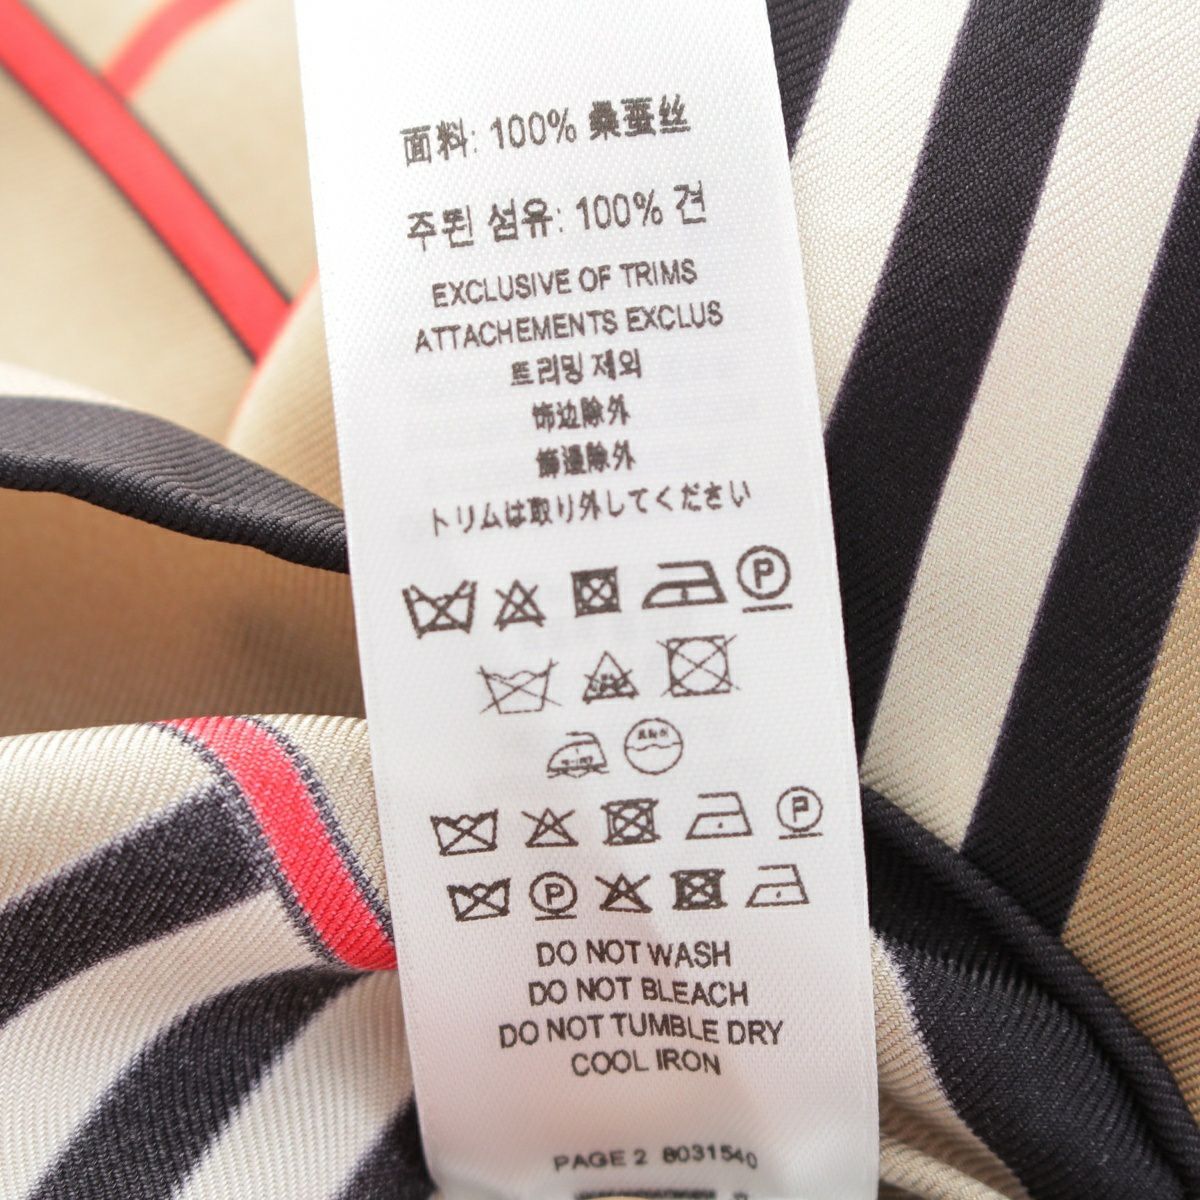 面料: 100% 桑蚕丝
주된 섬유: 100% 견
EXCLUSIVE OF TRIMS
ATTACHEMENTS EXCLUS
트리밍 제외
饰边除外
飾邊除外
トリムは取り外してください
P
P
P
DO NOT WASH
DO NOT BLEACH
DO NOT TUMBLE DRY
COOL IRON
PAGE 2 8031540